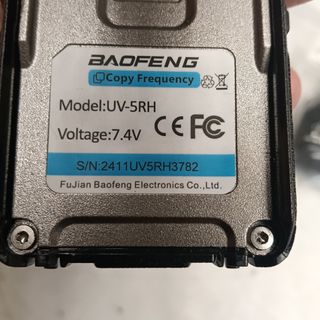 BAOFENG
Copy Frequency
Model:UV-5RH
Voltage:7.4V
CE FC
S/N:2411UV5RH3782
FuJian Baofeng Electronics Co.,Ltd.